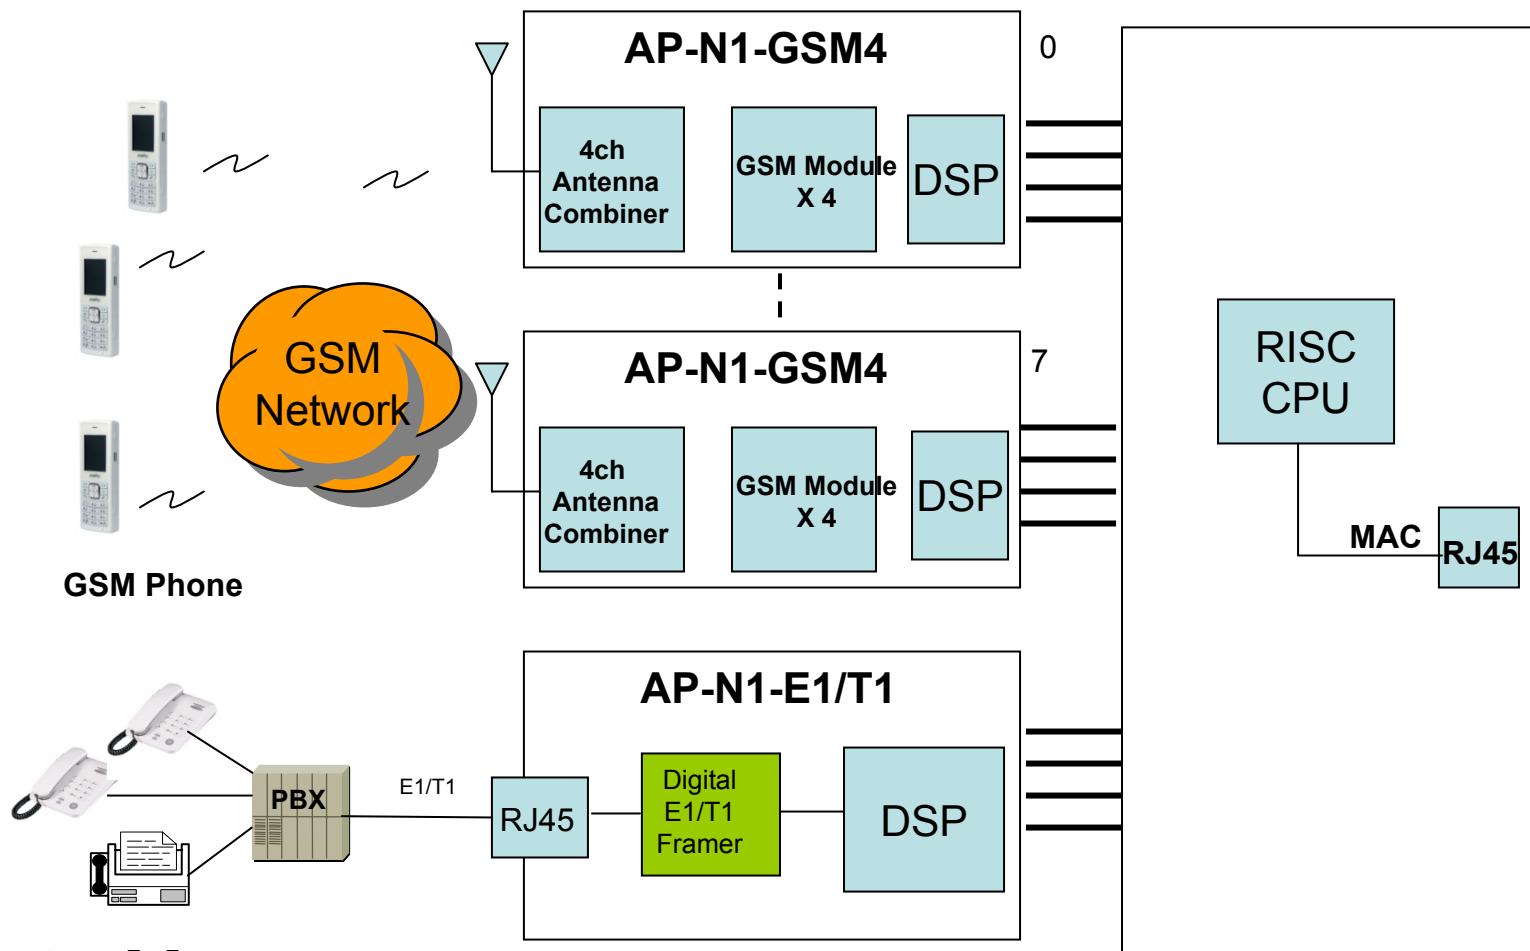 AP-N1-GSM4
0
4ch
Antenna
Combiner
GSM Module
X 4
DSP
GSM
Network
AP-N1-GSM4
7
4ch
Antenna
Combiner
GSM Module
X 4
DSP
RISC
CPU
MAC
RJ45
GSM Phone
AP-N1-E1/T1
PBX
E1/T1
RJ45
Digital
E1/T1
Framer
DSP